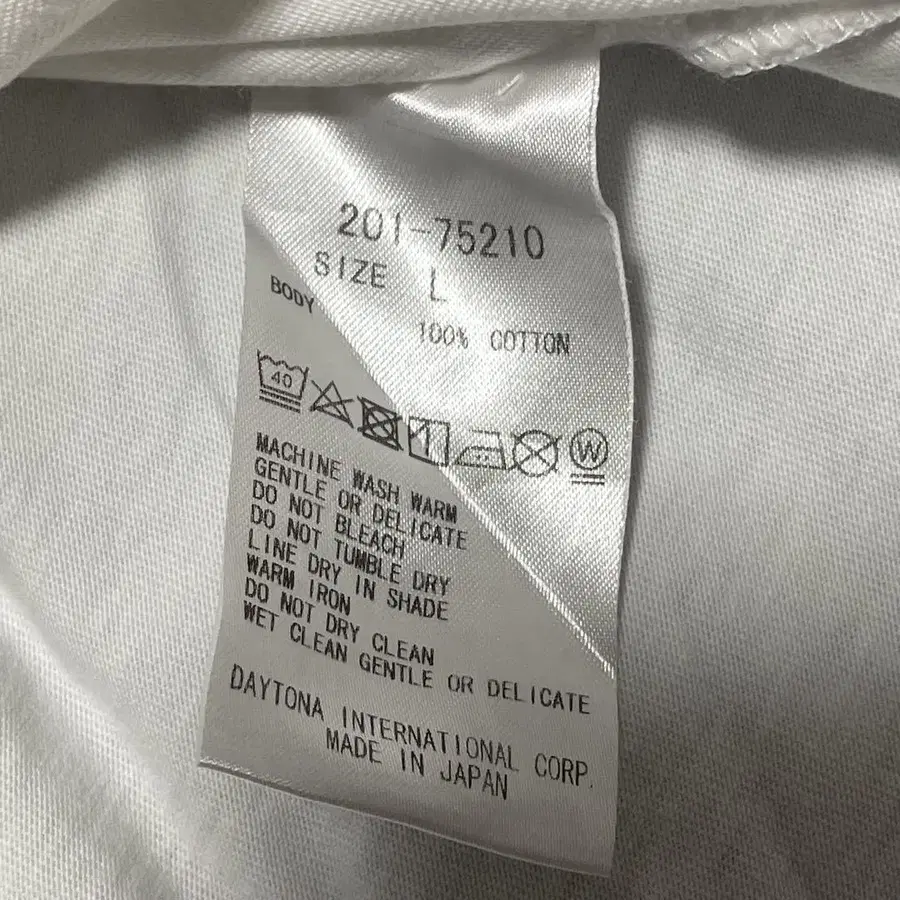 201-75210
SIZE L
BODY
100% COTTON
40
W
MACHINE WASH WARM
GENTLE OR DELICATE
DO NOT BLEACH
DO NOT TUMBLE DRY
LINE DRY IN SHADE
WARM IRON
DO NOT DRY CLEAN
WET CLEAN GENTLE OR DELICATE
DAYTONA INTERNATIONAL CORP.
MADE IN JAPAN